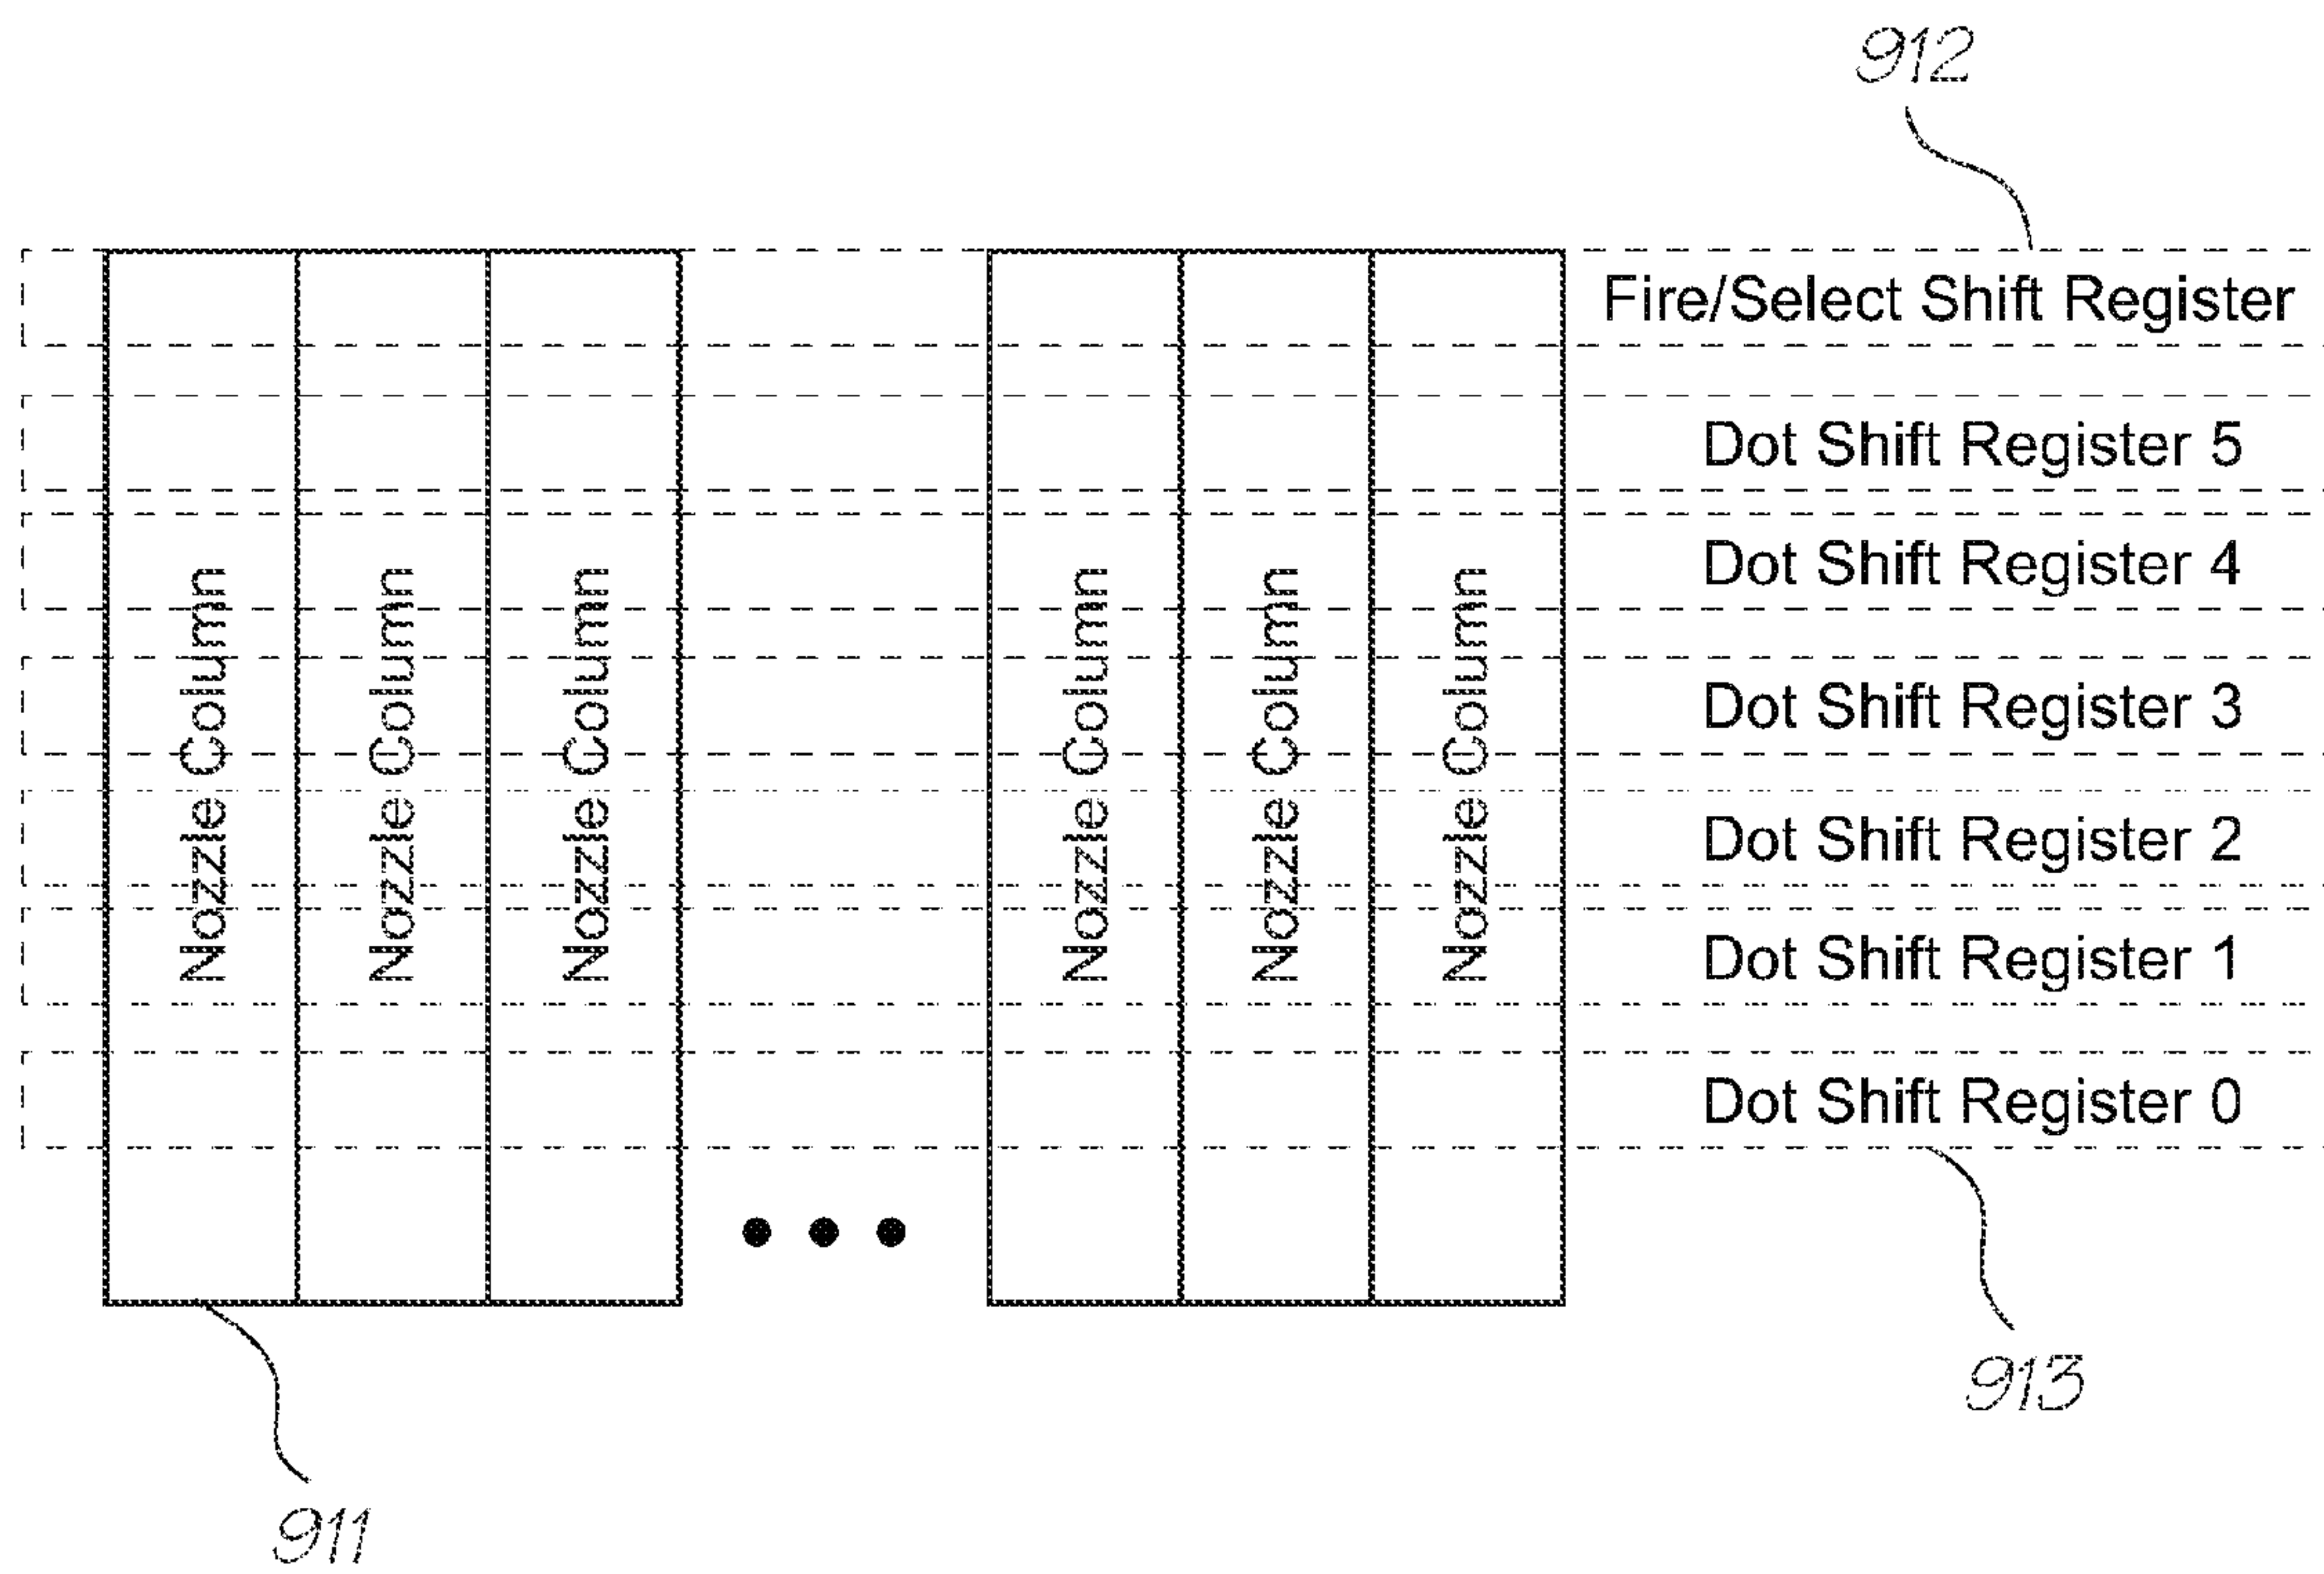 912
Fire/Select Shift Register
Dot Shift Register 5
Dot Shift Register 4
Dot Shift Register 3
Dot Shift Register 2
Dot Shift Register 1
Dot Shift Register 0
Nozzle Column
Nozzle Column
Nozzle Column
Nozzle Column
Nozzle Column
Nozzle Column
913
911